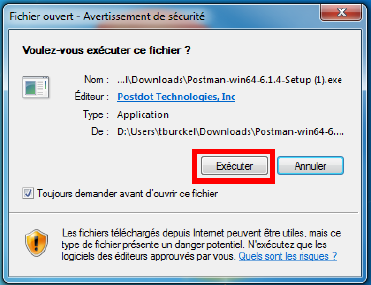 Fichier ouvert - Avertissement de sécurité
Voulez-vous exécuter ce fichier ?
Nom : ...l\Downloads\Postman-win64-6.1.4-Setup (1).exe
Éditeur : Postdot Technologies, Inc
Type : Application
De : D:\Users\tburckel\Downloads\Postman-win64-6....
Exécuter Annuler
Toujours demander avant d'ouvrir ce fichier
Les fichiers téléchargés depuis Internet peuvent être utiles, mais ce
type de fichier présente un danger potentiel. N'exécutez que les
logiciels des éditeurs approuvés par vous. Quels sont les risques ?